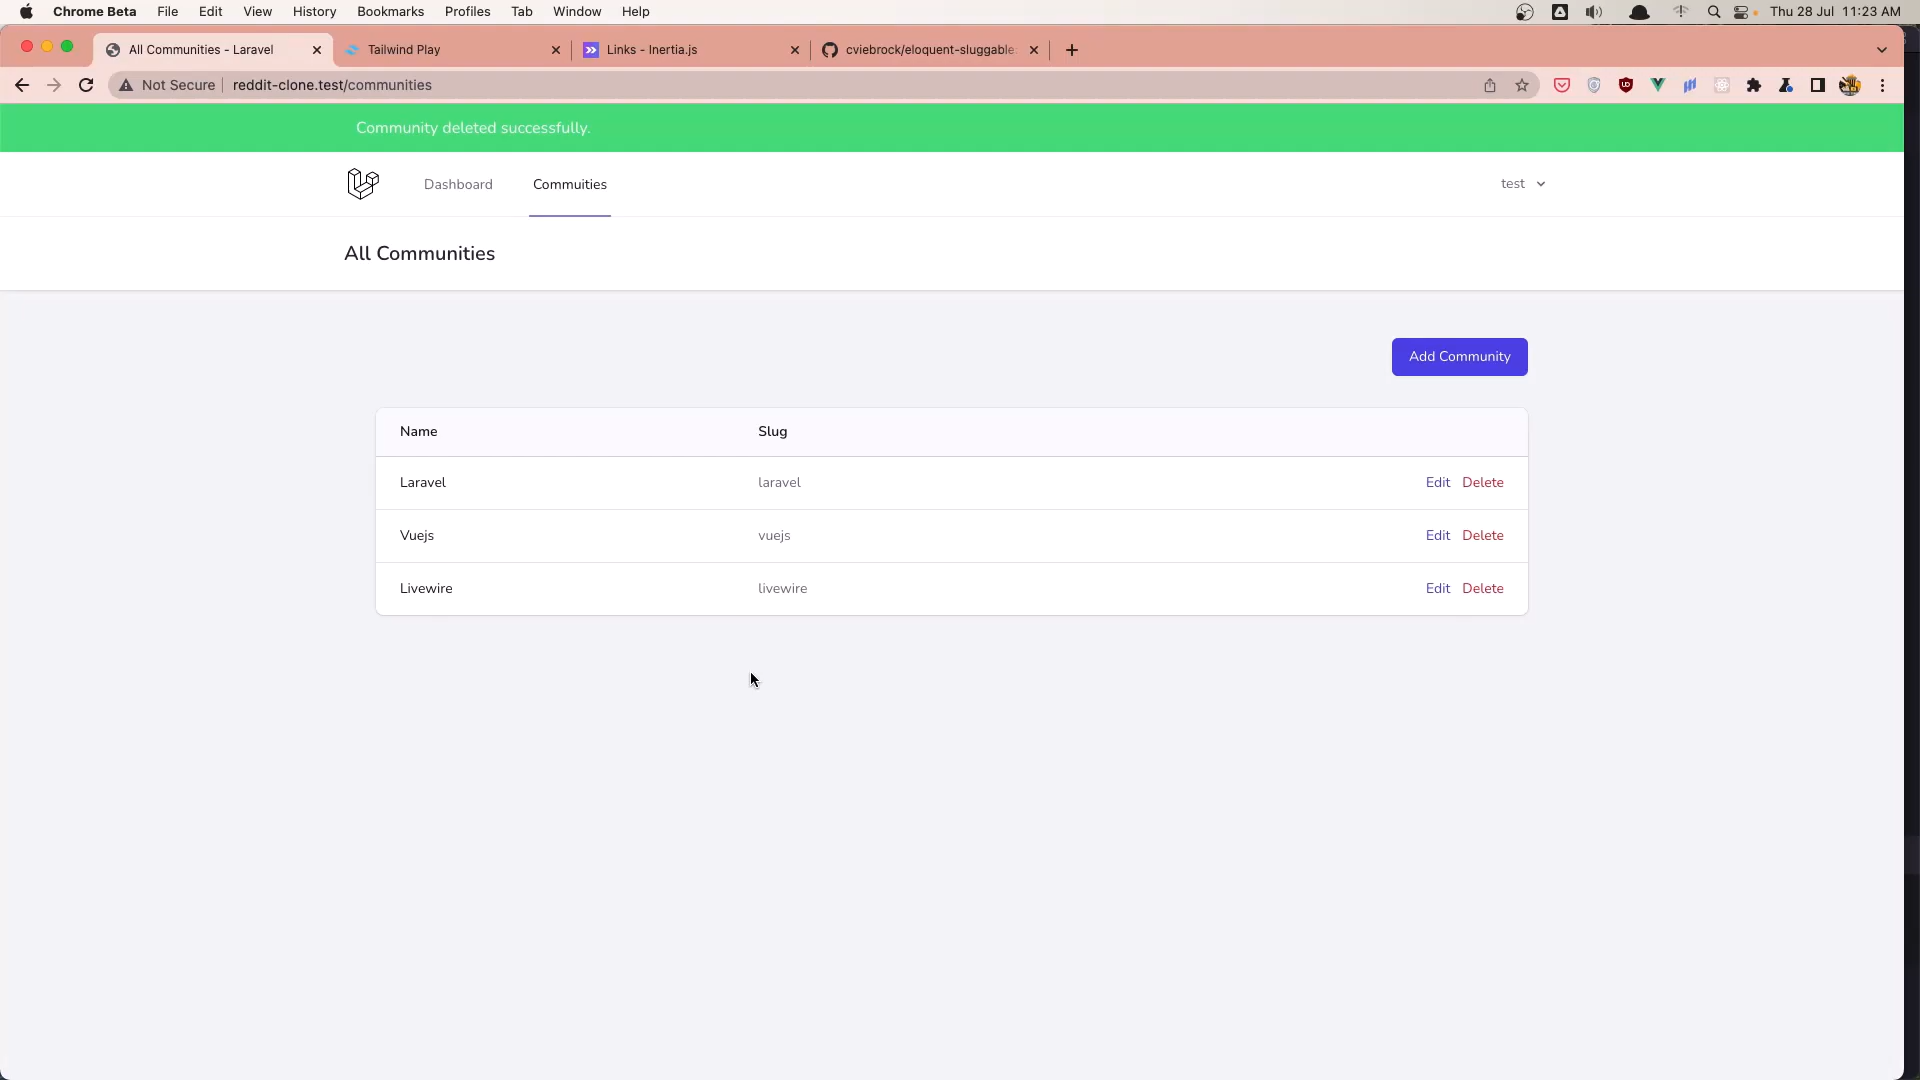 Chrome Beta File Edit View History Bookmarks Profiles Tab Window Help Thu 28 Jul 11:23 AM
All Communities - Laravel Tailwind Play Links - Inertia.js cviebrock/eloquent-sluggable:
Not Secure reddit-clone.test/communities
Community deleted successfully.
Dashboard Commuities test
All Communities
Add Community
Name Slug
Laravel laravel Edit Delete
Vuejs vuejs Edit Delete
Livewire livewire Edit Delete